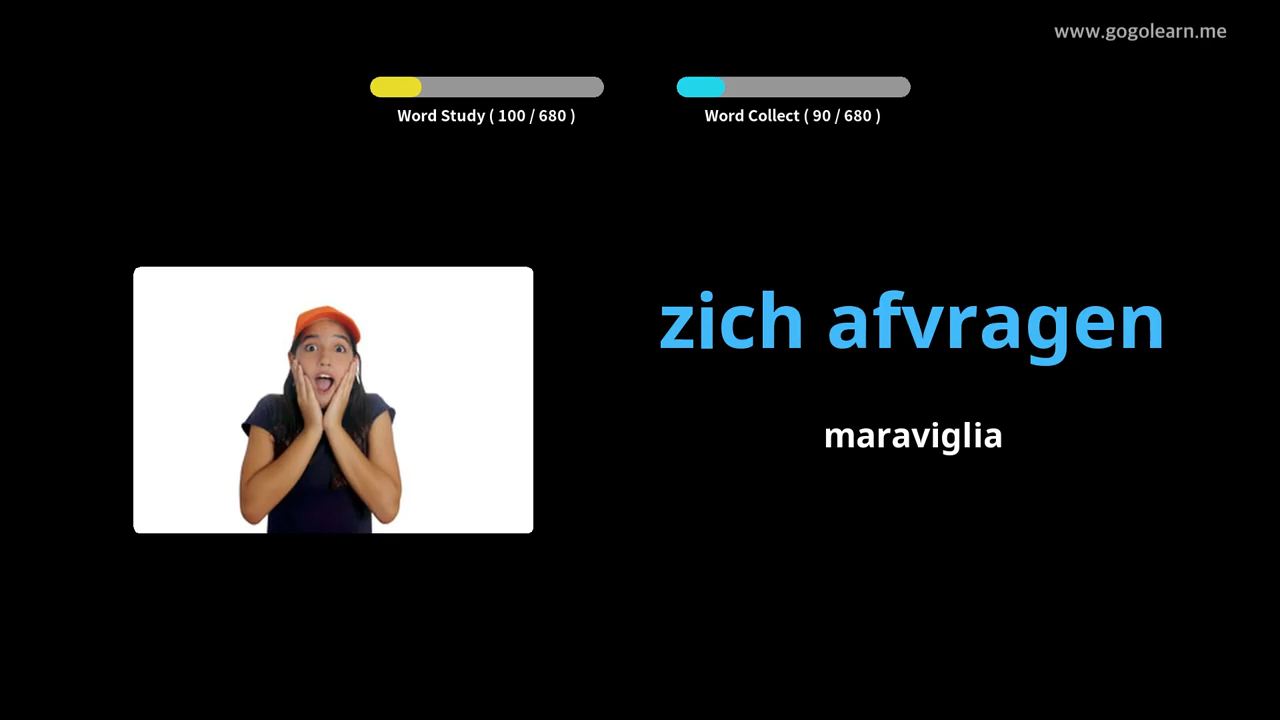 www.gogolearn.me
Word Study ( 100 / 680 )
Word Collect ( 90 / 680 )
zich afvragen
maraviglia